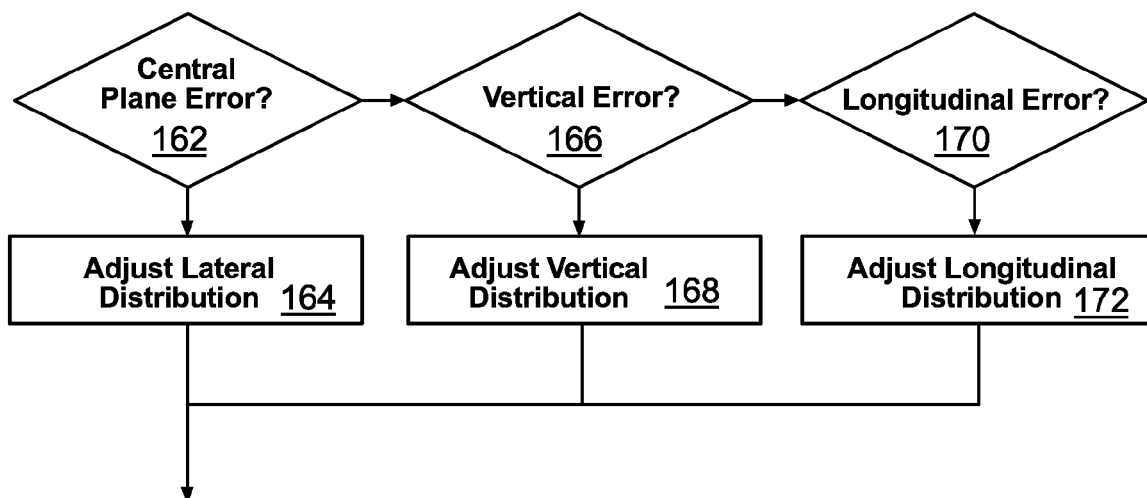 Central
Plane Error?
162
Vertical Error?
166
Longitudinal Error?
170
Adjust Lateral
Distribution 164
Adjust Vertical
Distribution 168
Adjust Longitudinal
Distribution 172